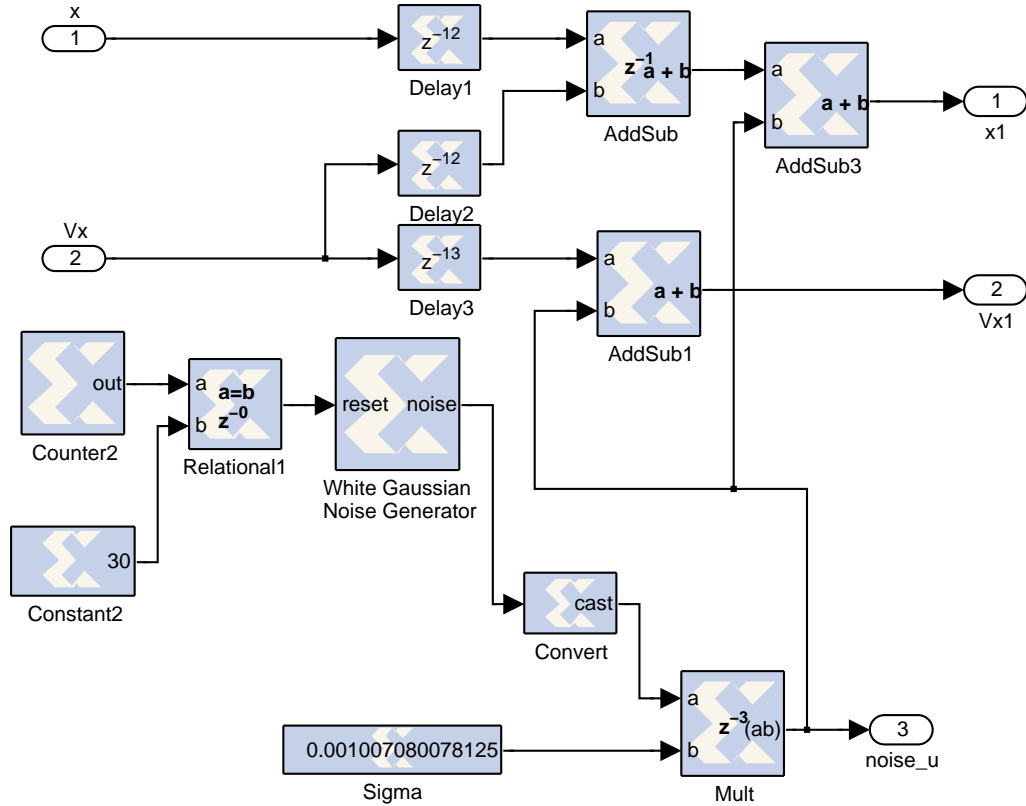 x
1
z−12
Delay1
a
b
z−1
a + b
AddSub
a
b
a + b
AddSub3
1
x1
z−12
Delay2
Vx
2
z−13
Delay3
a
b
a + b
AddSub1
2
Vx1
out
Counter2
a
b
a=b
z−0
Relational1
reset
noise
White Gaussian
Noise Generator
30
Constant2
cast
Convert
a
b
z−3
(ab)
Mult
0.001007080078125
Sigma
3
noise_u